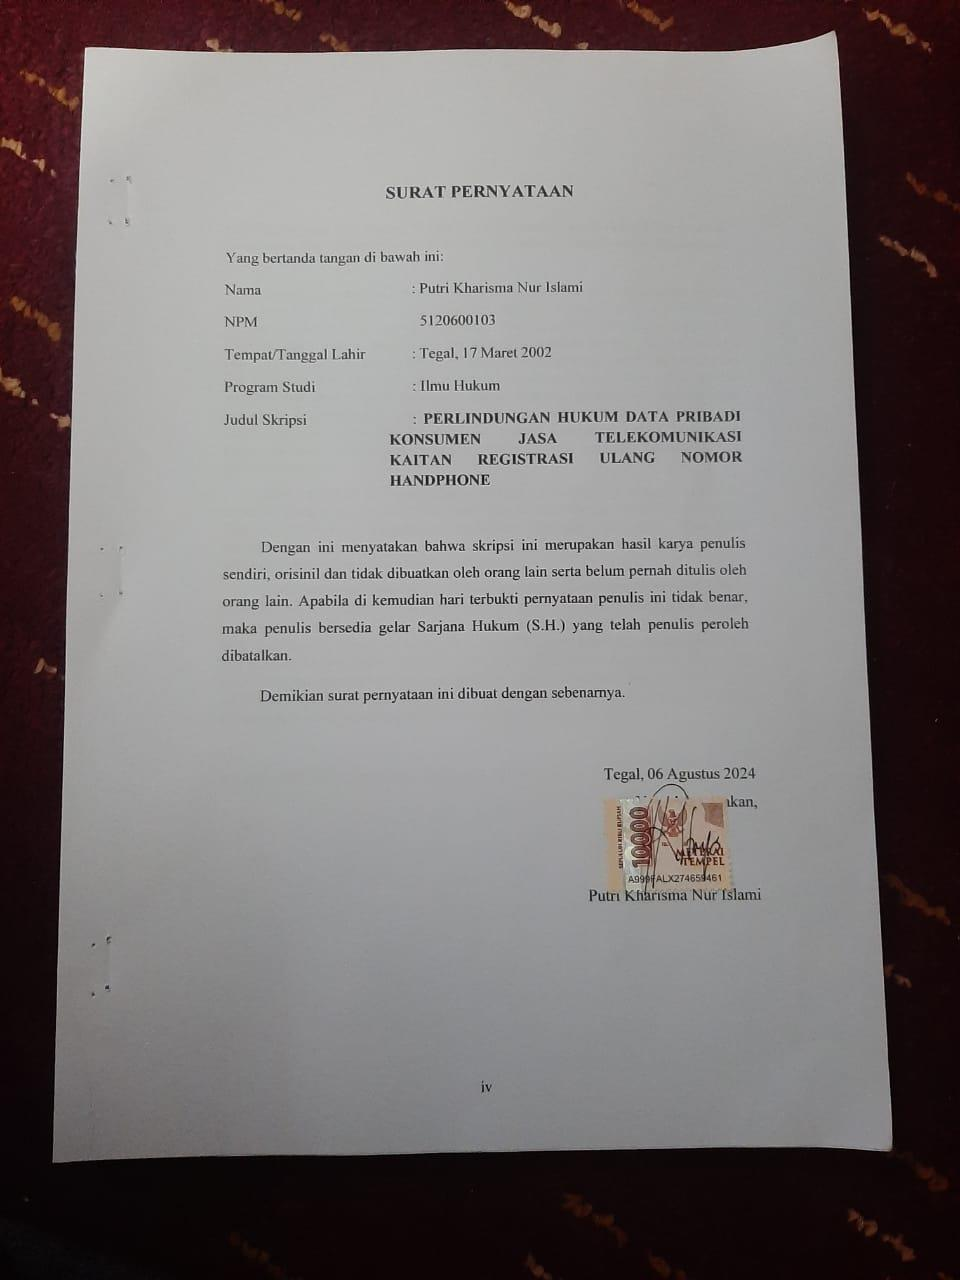 SURAT PERNYATAAN
Yang bertanda tangan di bawah ini:
Nama : Putri Kharisma Nur Islami
NPM 5120600103
Tempat/Tanggal Lahir : Tegal, 17 Maret 2002
Program Studi : Ilmu Hukum
Judul Skripsi : PERLINDUNGAN HUKUM DATA PRIBADI
KONSUMEN JASA TELEKOMUNIKASI
KAITAN REGISTRASI ULANG NOMOR
HANDPHONE
Dengan ini menyatakan bahwa skripsi ini merupakan hasil karya penulis
sendiri, orisinil dan tidak dibuatkan oleh orang lain serta belum pernah ditulis oleh
orang lain. Apabila di kemudian hari terbukti pernyataan penulis ini tidak benar,
maka penulis bersedia gelar Sarjana Hukum (S.H.) yang telah penulis peroleh
dibatalkan.
Demikian surat pernyataan ini dibuat dengan sebenarnya.
Tegal, 06 Agustus 2024
kan,
SEPULUH RIBU RUPIAH
10000
METERAI
TEMPEL
A999FALX274659461
Putri Kharisma Nur Islami
iv